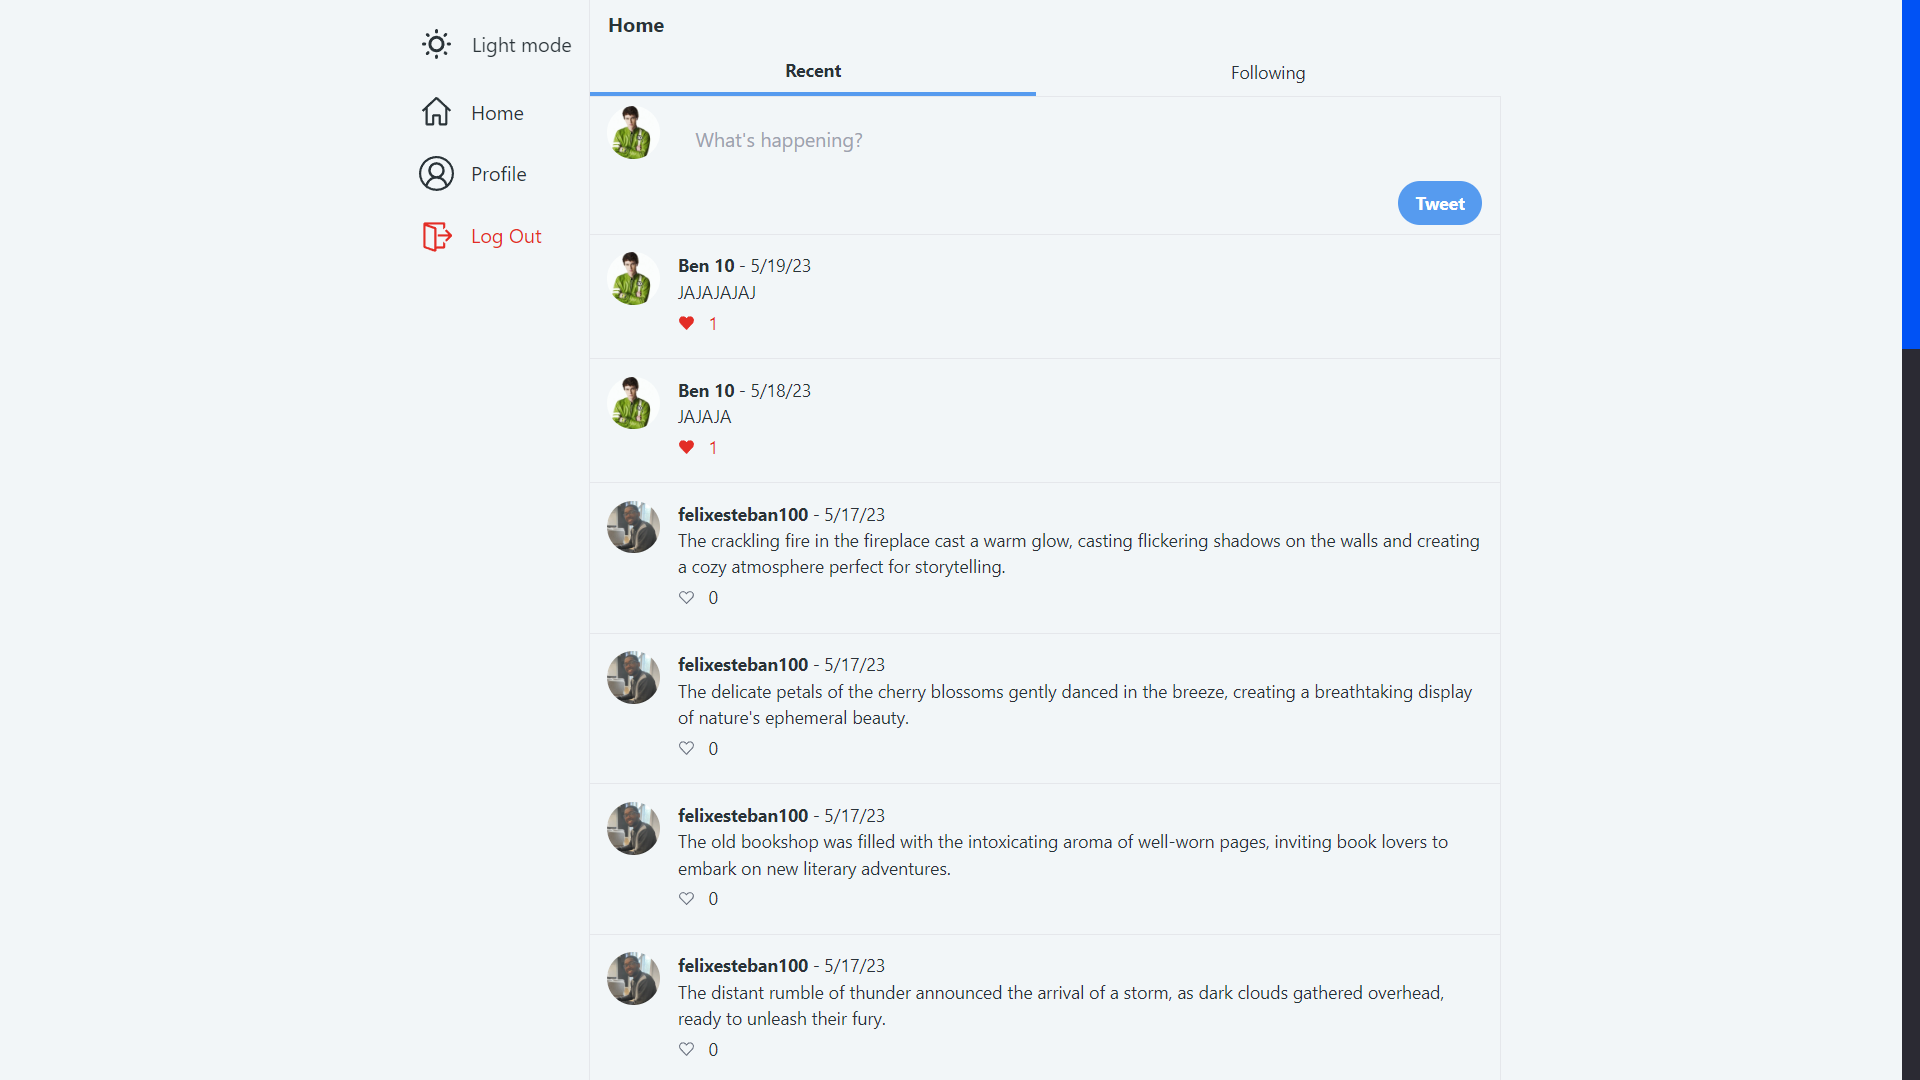 Light mode
Home
Profile
Log Out
Home
Recent
Following
What's happening?
Tweet
Ben 10 - 5/19/23
JAJAJAJAJ
1
Ben 10 - 5/18/23
JAJAJA
1
felixesteban100 - 5/17/23
The crackling fire in the fireplace cast a warm glow, casting flickering shadows on the walls and creating
a cozy atmosphere perfect for storytelling.
0
felixesteban100 - 5/17/23
The delicate petals of the cherry blossoms gently danced in the breeze, creating a breathtaking display
of nature's ephemeral beauty.
0
felixesteban100 - 5/17/23
The old bookshop was filled with the intoxicating aroma of well-worn pages, inviting book lovers to
embark on new literary adventures.
0
felixesteban100 - 5/17/23
The distant rumble of thunder announced the arrival of a storm, as dark clouds gathered overhead,
ready to unleash their fury.
0